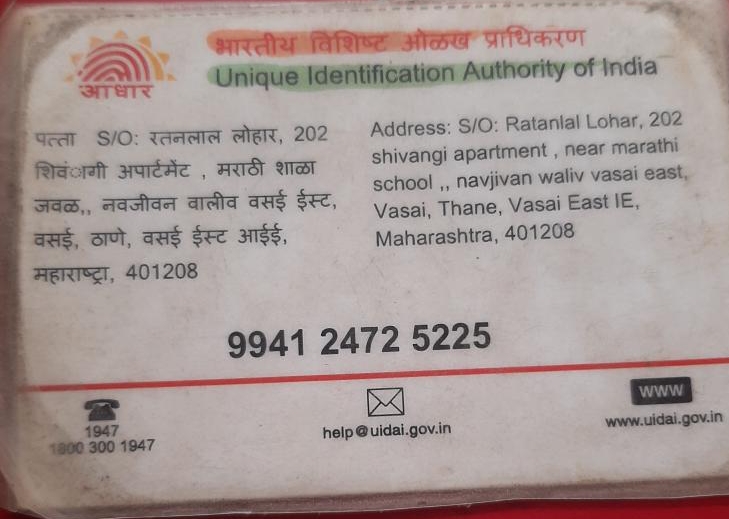 आधार
भारतीय विशिष्ट ओळख प्राधिकरण
Unique Identification Authority of India
पत्ता S/O: रतनलाल लोहार, 202
शिवंागी अपार्टमेंट , मराठी शाळा
जवळ,, नवजीवन वालीव वसई ईस्ट,
वसई, ठाणे, वसई ईस्ट आईई,
महाराष्ट्रा, 401208
Address: S/O: Ratanlal Lohar, 202
shivangi apartment , near marathi
school ,, navjivan waliv vasai east,
Vasai, Thane, Vasai East IE,
Maharashtra, 401208
9941 2472 5225
1947
1800 300 1947
help@uidai.gov.in
WWW
www.uidai.gov.in